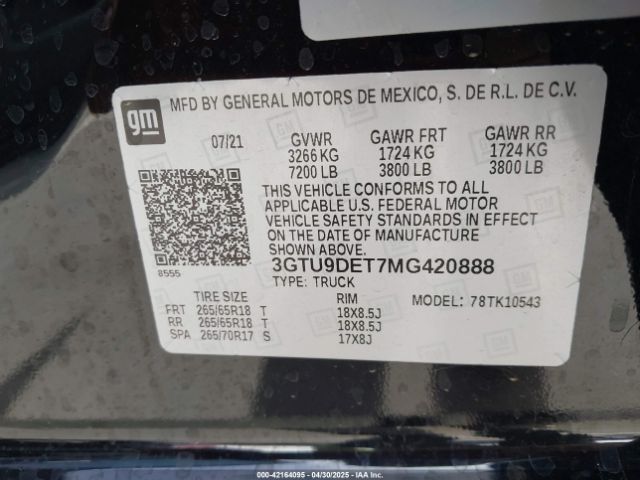 gm
MFD BY GENERAL MOTORS DE MEXICO, S. DE R.L. DE C.V.
07/21 GVWR GAWR FRT GAWR RR
3266 KG 1724 KG 1724 KG
7200 LB 3800 LB 3800 LB
THIS VEHICLE CONFORMS TO ALL
APPLICABLE U.S. FEDERAL MOTOR
VEHICLE SAFETY STANDARDS IN EFFECT
ON THE DATE OF MANUFACTURE
SHOWN ABOVE.
8555
3GTU9DET7MG420888
TYPE: TRUCK
TIRE SIZE RIM MODEL: 78TK10543
FRT 265/65R18 T 18X8.5J
RR 265/65R18 T 18X8.5J
SPA 265/70R17 S 17X8J
000-42164095 - 04/30/2025 - IAAI.COM